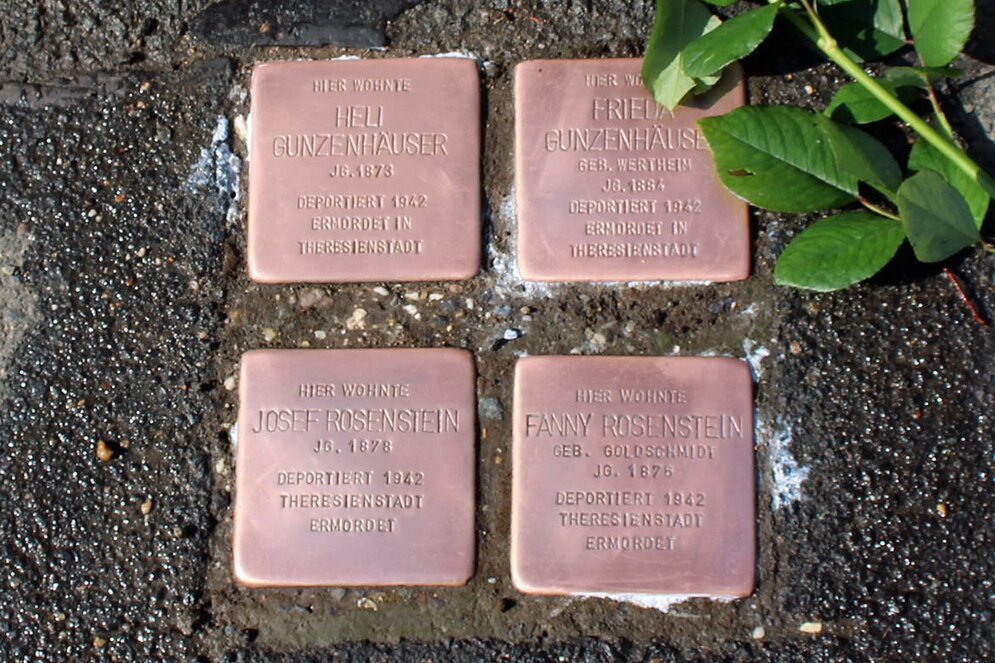 HIER WOHNTE
HELI
GUNZENHÄUSER
JG. 1873
DEPORTIERT 1942
ERMORDET IN
THERESIENSTADT
HIER
FRIEDA
GUNZENHÄUSE
GEB. WERTHEIM
JG. 1884
DEPORTIERT 1942
ERMORDET IN
THERESIENSTADT
HIER WOHNTE
JOSEF ROSENSTEIN
JG. 1878
DEPORTIERT 1942
THERESIENSTADT
ERMORDET
HIER WOHNTE
FANNY ROSENSTEIN
GEB. GOLDSCHMIDT
JG. 1876
DEPORTIERT 1942
THERESIENSTADT
ERMORDET